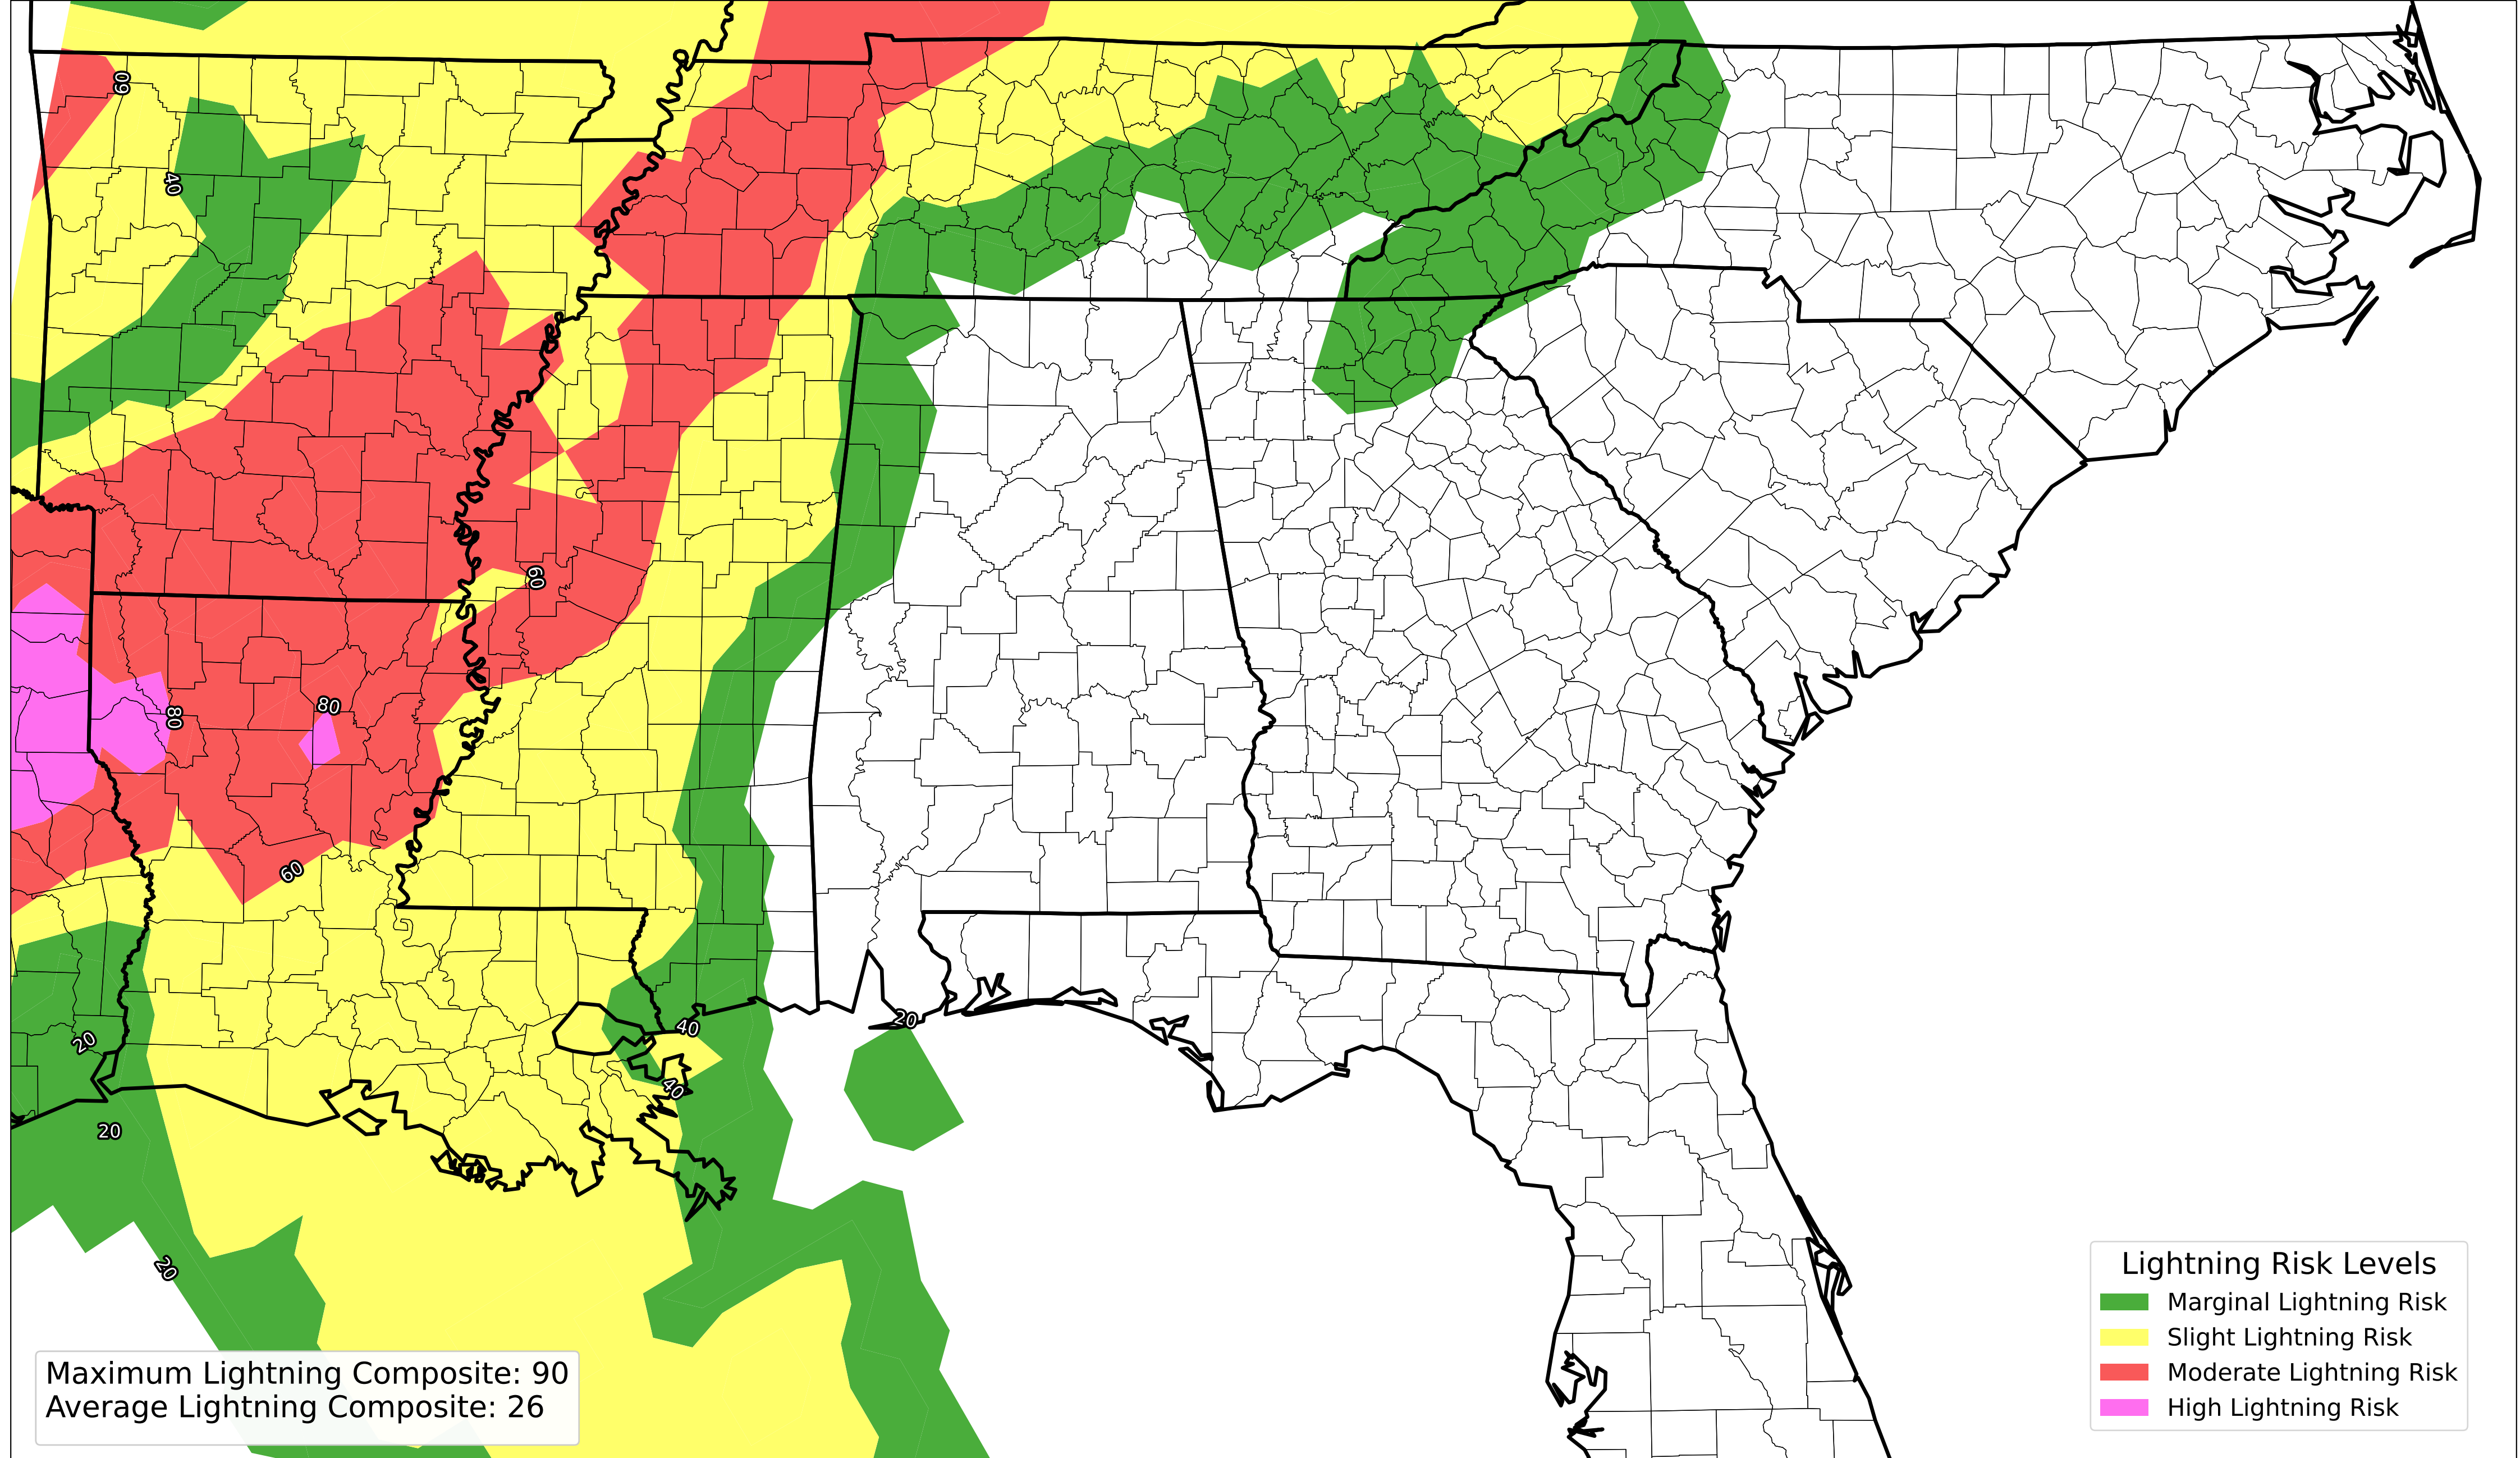 60
40
60
80
80
60
20
40
20
40
20
20
Lightning Risk Levels
Marginal Lightning Risk
Slight Lightning Risk
Moderate Lightning Risk
High Lightning Risk
Maximum Lightning Composite: 90
Average Lightning Composite: 26